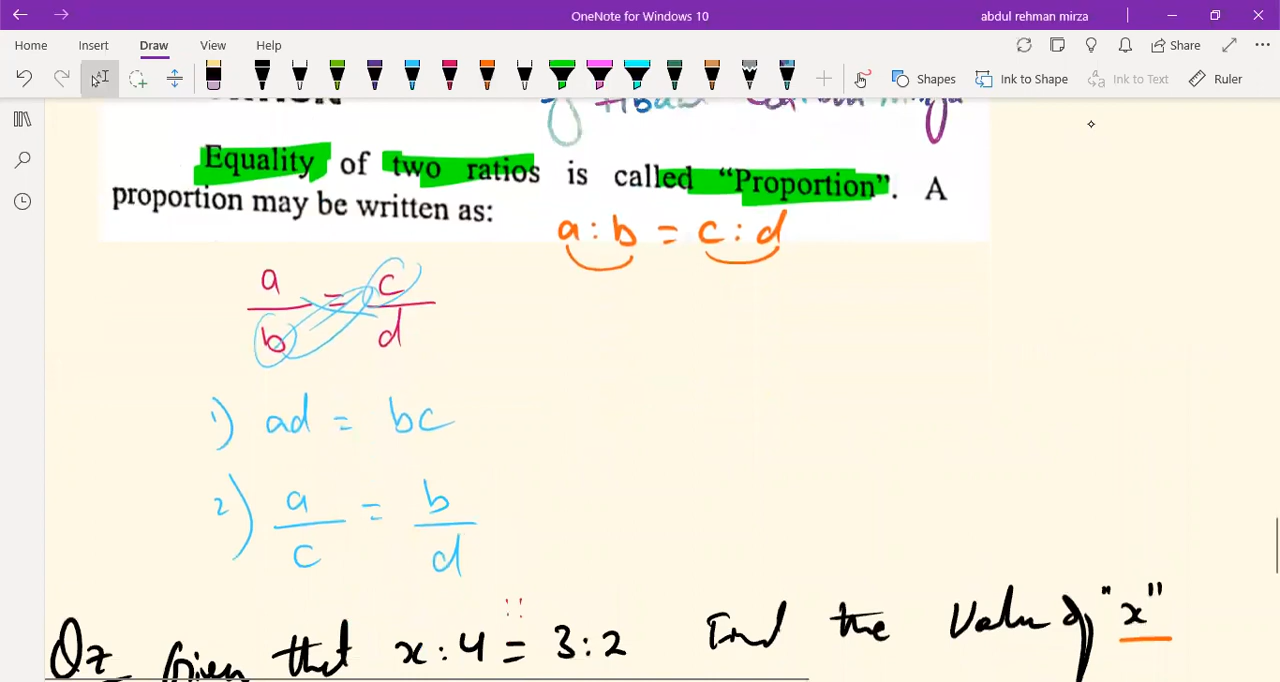 OneNote for Windows 10
abdul rehman mirza
Home Insert Draw View Help
Share
Shapes Ink to Shape Ink to Text Ruler
Equality of two ratios is called “Proportion”. A
proportion may be written as:
a : b = c : d
a/b = c/d
1) ad = bc
2) a/c = b/d
Given that x : 4 = 3 : 2 Find the Value of "x"